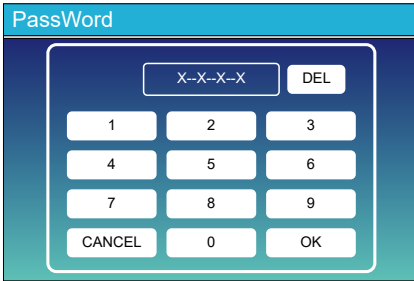 PassWord
X--X--X--X DEL
1 2 3
4 5 6
7 8 9
CANCEL 0 OK